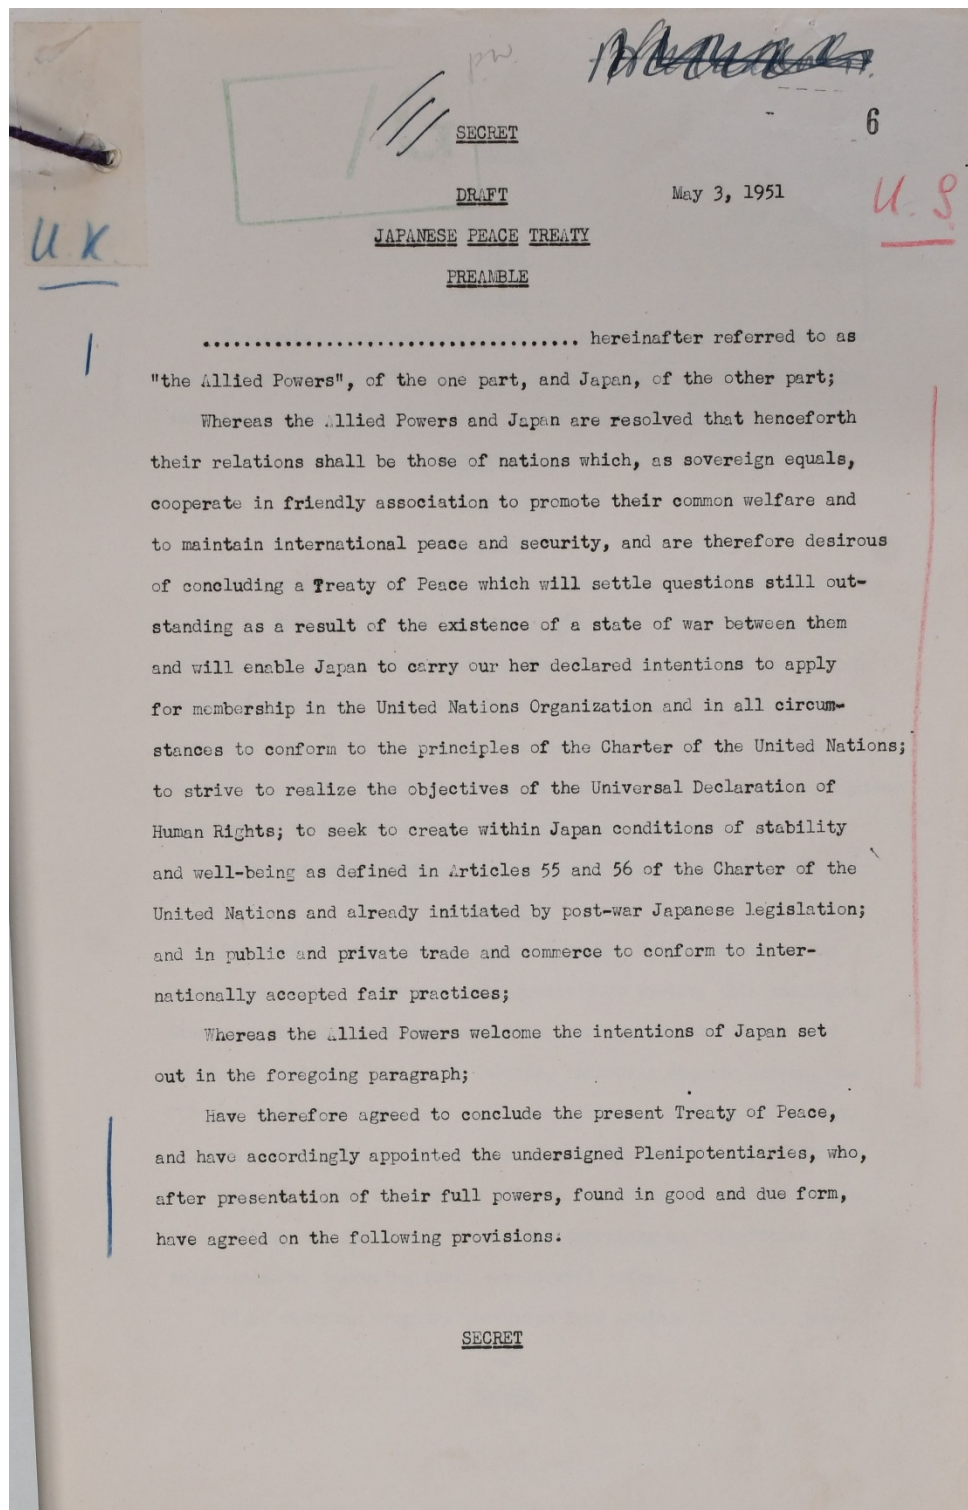 p.w.
SECRET
6
DRAFT
May 3, 1951
U.S.
U.K.
JAPANESE PEACE TREATY
PREAMBLE
..................................... hereinafter referred to as
"the Allied Powers", of the one part, and Japan, of the other part;
Whereas the Allied Powers and Japan are resolved that henceforth
their relations shall be those of nations which, as sovereign equals,
cooperate in friendly association to promote their common welfare and
to maintain international peace and security, and are therefore desirous
of concluding a Treaty of Peace which will settle questions still out-
standing as a result of the existence of a state of war between them
and will enable Japan to carry our her declared intentions to apply
for membership in the United Nations Organization and in all circum-
stances to conform to the principles of the Charter of the United Nations;
to strive to realize the objectives of the Universal Declaration of
Human Rights; to seek to create within Japan conditions of stability
and well-being as defined in Articles 55 and 56 of the Charter of the
United Nations and already initiated by post-war Japanese legislation;
and in public and private trade and commerce to conform to inter-
nationally accepted fair practices;
Whereas the Allied Powers welcome the intentions of Japan set
out in the foregoing paragraph;
Have therefore agreed to conclude the present Treaty of Peace,
and have accordingly appointed the undersigned Plenipotentiaries, who,
after presentation of their full powers, found in good and due form,
have agreed on the following provisions.
SECRET